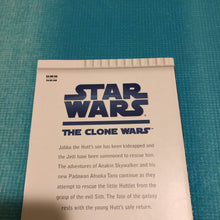 STAR
WARS
THE CLONE WARS
Jabba the Hutt's son has been kidnapped and
the Jedi have been summoned to rescue him.
The adventures of Anakin Skywalker and his
new Padawan Ahsoka Tano continue as they
attempt to rescue the little Huttlet from the
grasp of the evil Sith. The fate of the galaxy
rests with the young Hutt's safe return.